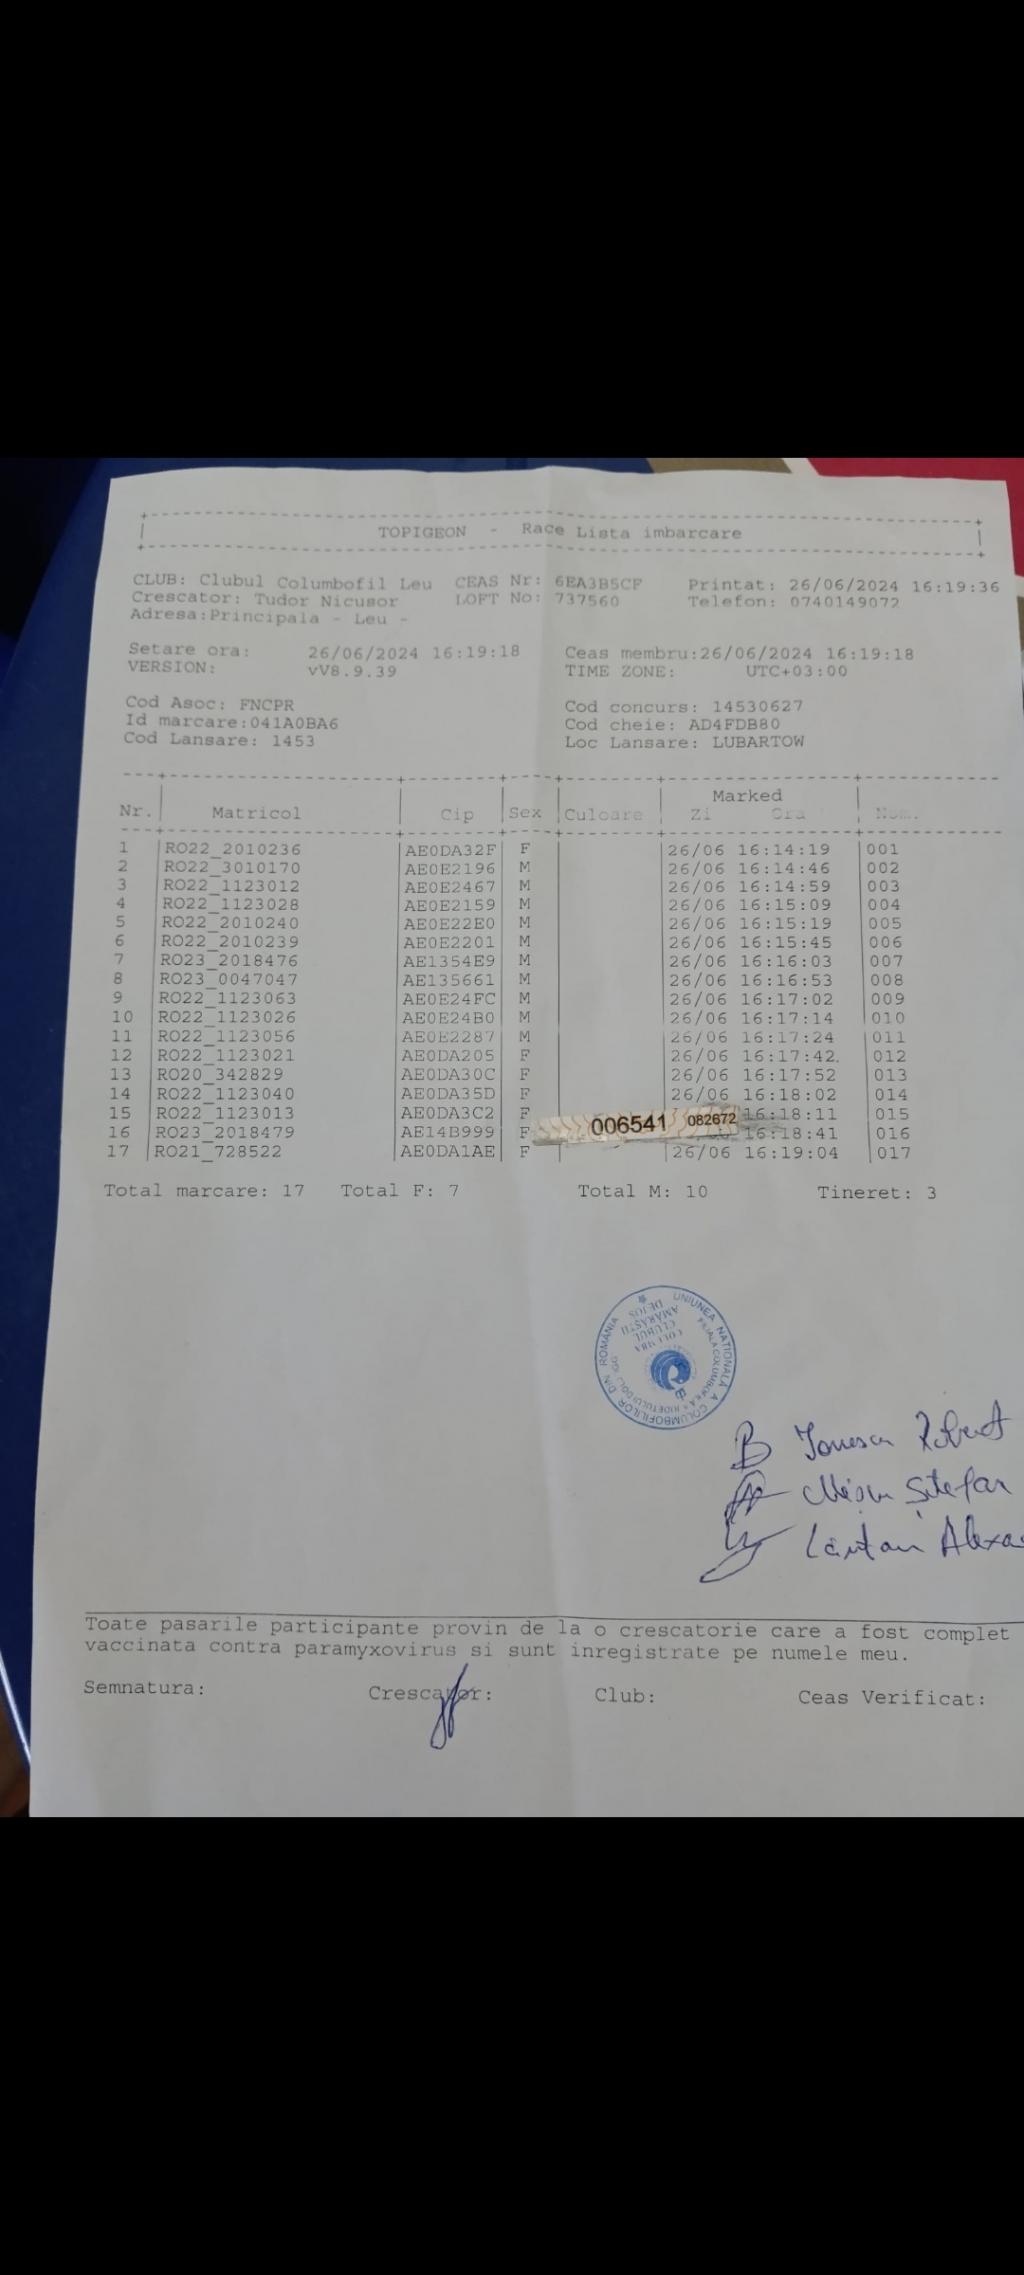 TOPIGEON - Race Lista imbarcare
CLUB: Clubul Columbofil Leu CEAS Nr: 6EA3B5CF Printat: 26/06/2024 16:19:36
Crescator: Tudor Nicusor LOFT No: 737560 Telefon: 0740149072
Adresa:Principala - Leu -
Setare ora: 26/06/2024 16:19:18 Ceas membru:26/06/2024 16:19:18
VERSION: vV8.9.39 TIME ZONE: UTC+03:00
Cod Asoc: FNCPR Cod concurs: 14530627
Id marcare:041A0BA6 Cod cheie: AD4FDB80
Cod Lansare: 1453 Loc Lansare: LUBARTOW
Marked
Nr. Matricol Cip Sex Culoare Zi Ora Nom.
1 RO22_2010236 AE0DA32F F 26/06 16:14:19 001
2 RO22_3010170 AE0E2196 M 26/06 16:14:46 002
3 RO22_1123012 AE0E2467 M 26/06 16:14:59 003
4 RO22_1123028 AE0E2159 M 26/06 16:15:09 004
5 RO22_2010240 AE0E22E0 M 26/06 16:15:19 005
6 RO22_2010239 AE0E2201 M 26/06 16:15:45 006
7 RO23_2018476 AE1354E9 M 26/06 16:16:03 007
8 RO23_0047047 AE135661 M 26/06 16:16:53 008
9 RO22_1123063 AE0E24FC M 26/06 16:17:02 009
10 RO22_1123026 AE0E24B0 M 26/06 16:17:14 010
11 RO22_1123056 AE0E2287 M 26/06 16:17:24 011
12 RO22_1123021 AE0DA205 F 26/06 16:17:42 012
13 RO20_342829 AE0DA30C F 26/06 16:17:52 013
14 RO22_1123040 AE0DA35D F 26/06 16:18:02 014
15 RO22_1123013 AE0DA3C2 F 16:18:11 015
006541 082672
16 RO23_2018479 AE14B999 F 16:18:41 016
17 RO21_728522 AE0DA1AE F 26/06 16:19:04 017
Total marcare: 17 Total F: 7 Total M: 10 Tineret: 3
UNIUNEA NATIONALA A COLUMBOFILILOR DIN ROMÂNIA
COLUMBA
CLUBUL
AMARASTII
DE JOS
Ionescu Robert
Ștefan
Toate pasarile participante provin de la o crescatorie care a fost complet
vaccinata contra paramyxovirus si sunt inregistrate pe numele meu.
Semnatura: Crescator: Club: Ceas Verificat: